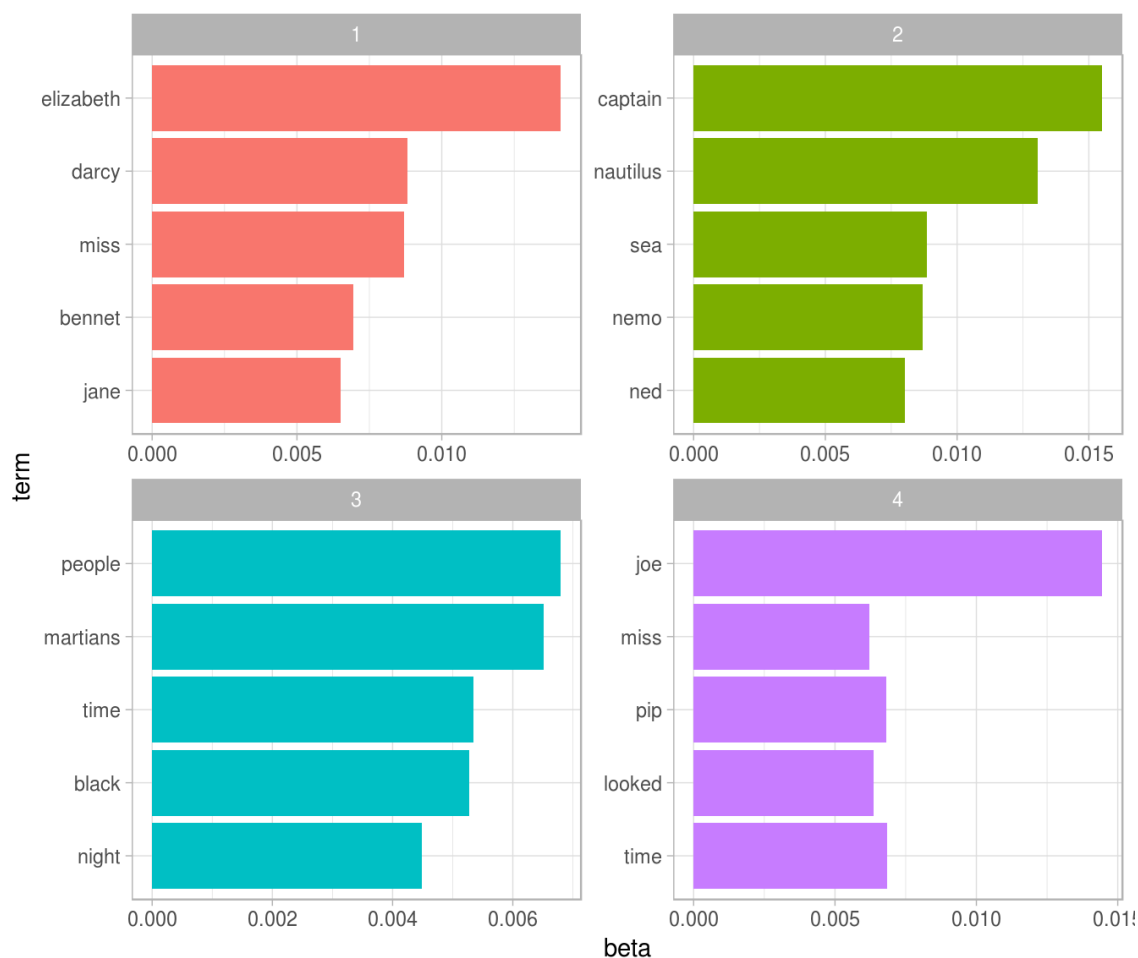 1
2
elizabeth
darcy
miss
bennet
jane
captain
nautilus
sea
nemo
ned
0.000 0.005 0.010
0.000 0.005 0.010 0.015
term
3
4
people
martians
time
black
night
joe
miss
pip
looked
time
0.000 0.002 0.004 0.006
0.000 0.005 0.010 0.015
beta